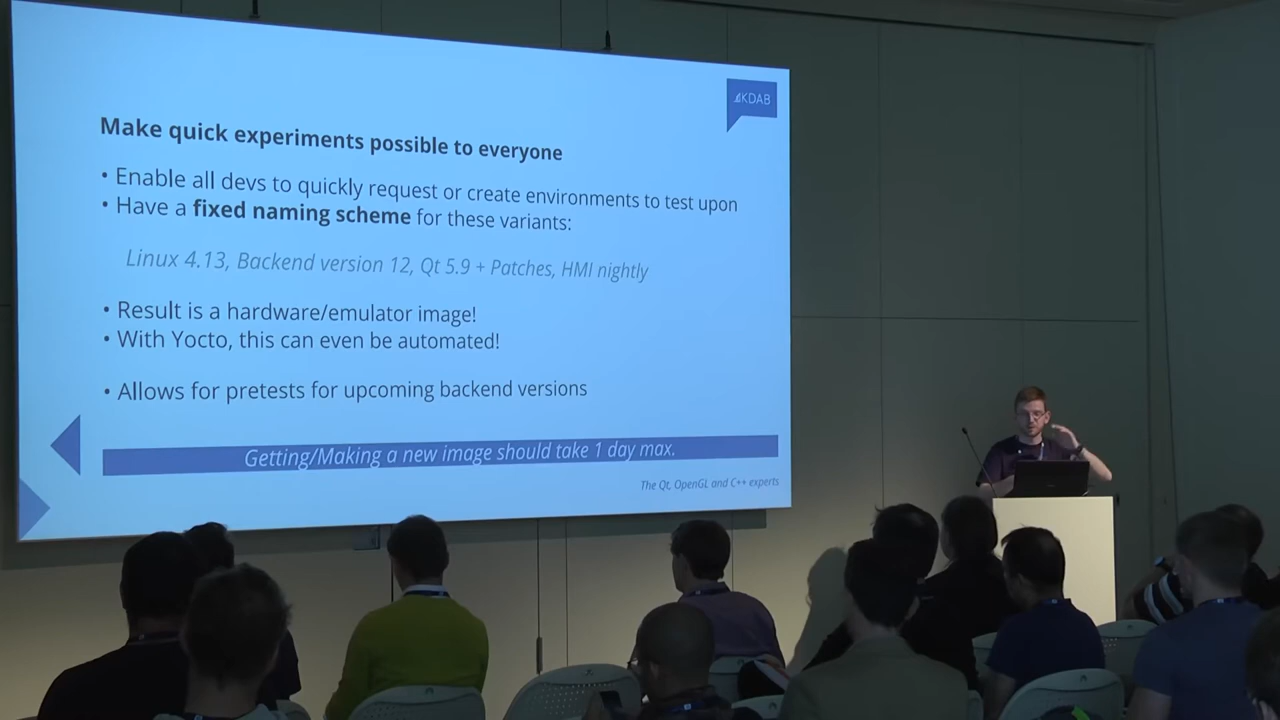 KDAB
Make quick experiments possible to everyone
• Enable all devs to quickly request or create environments to test upon
• Have a fixed naming scheme for these variants:
Linux 4.13, Backend version 12, Qt 5.9 + Patches, HMI nightly
• Result is a hardware/emulator image!
• With Yocto, this can even be automated!
• Allows for pretests for upcoming backend versions
Getting/Making a new image should take 1 day max.
The Qt, OpenGL and C++ experts